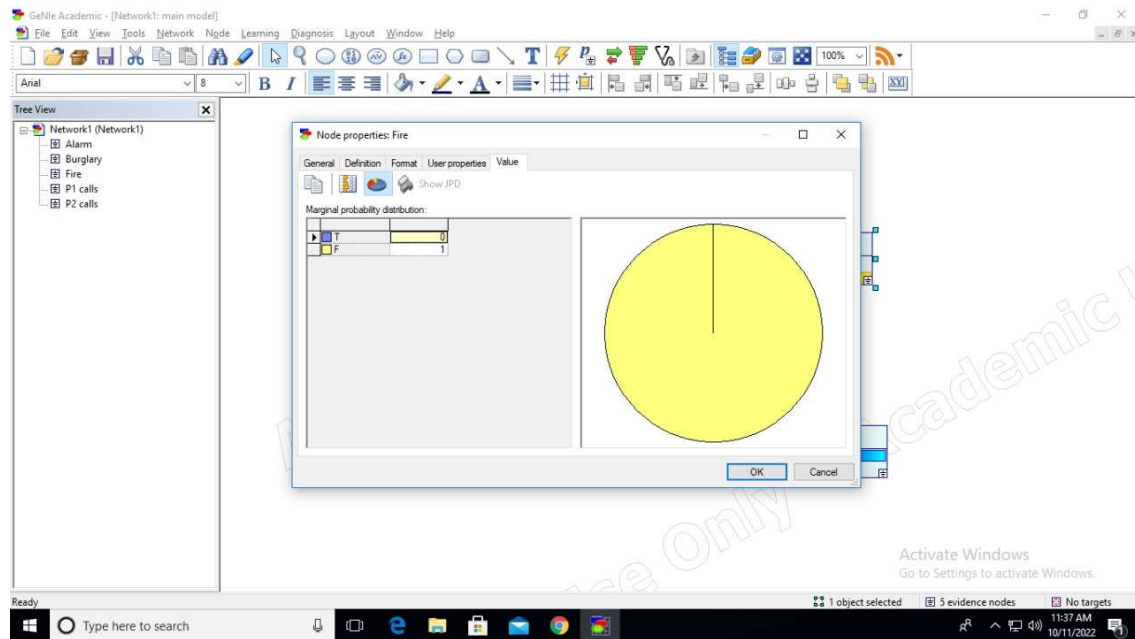 GeNIe Academic - [Network1: main model]
File Edit View Tools Network Node Learning Diagnosis Layout Window Help
T 100%
Arial 8 B I A
Tree View
Network1 (Network1)
Alarm
Burglary
Fire
P1 calls
P2 calls
Node properties: Fire
General Definition Format User properties Value
Show JPD
Marginal probability distribution:
T 0
F 1
OK Cancel
Academic
Use Only
Activate Windows
Go to Settings to activate Windows.
Ready 1 object selected 5 evidence nodes No targets
Type here to search
11:37 AM
10/11/2022